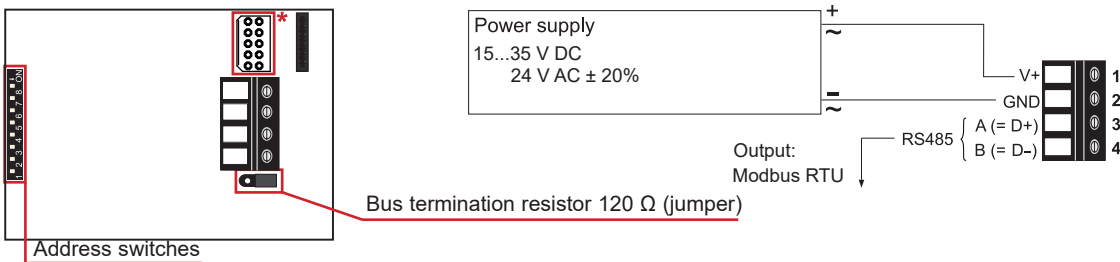 *
1 2 3 4 5 6 7 8 ON
Bus termination resistor 120 Ω (jumper)
Address switches
Power supply
15...35 V DC
24 V AC ± 20%
+
~
–
~
V+ 1
GND 2
RS485 A (= D+) 3
B (= D–) 4
Output:
Modbus RTU